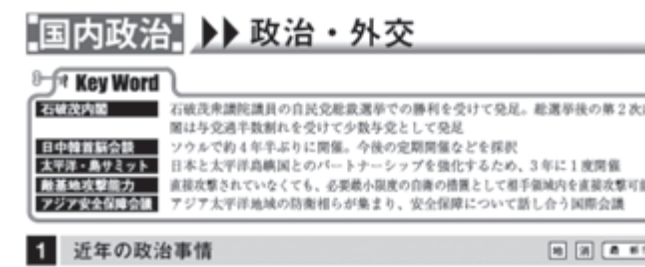 国内政治 ▶▶ 政治・外交
Key Word
石破茂内閣 石破茂衆議院議員の自民党総裁選挙での勝利を受けて発足。総選挙後の第2次
閣は与党過半数割れを受けて少数与党として発足
日中韓首脳会談 ソウルで約4年半ぶりに開催。今後の定期開催などを採択
太平洋・島サミット 日本と太平洋島嶼国とのパートナーシップを強化するため、3年に1度開催
敵基地攻撃能力 直接攻撃されていなくても、必要最小限度の自衛の措置として相手領域内を直接攻撃可
アジア安全保障会議 アジア太平洋地域の防衛相らが集まり、安全保障について話し合う国際会議
1 近年の政治事情 地 消